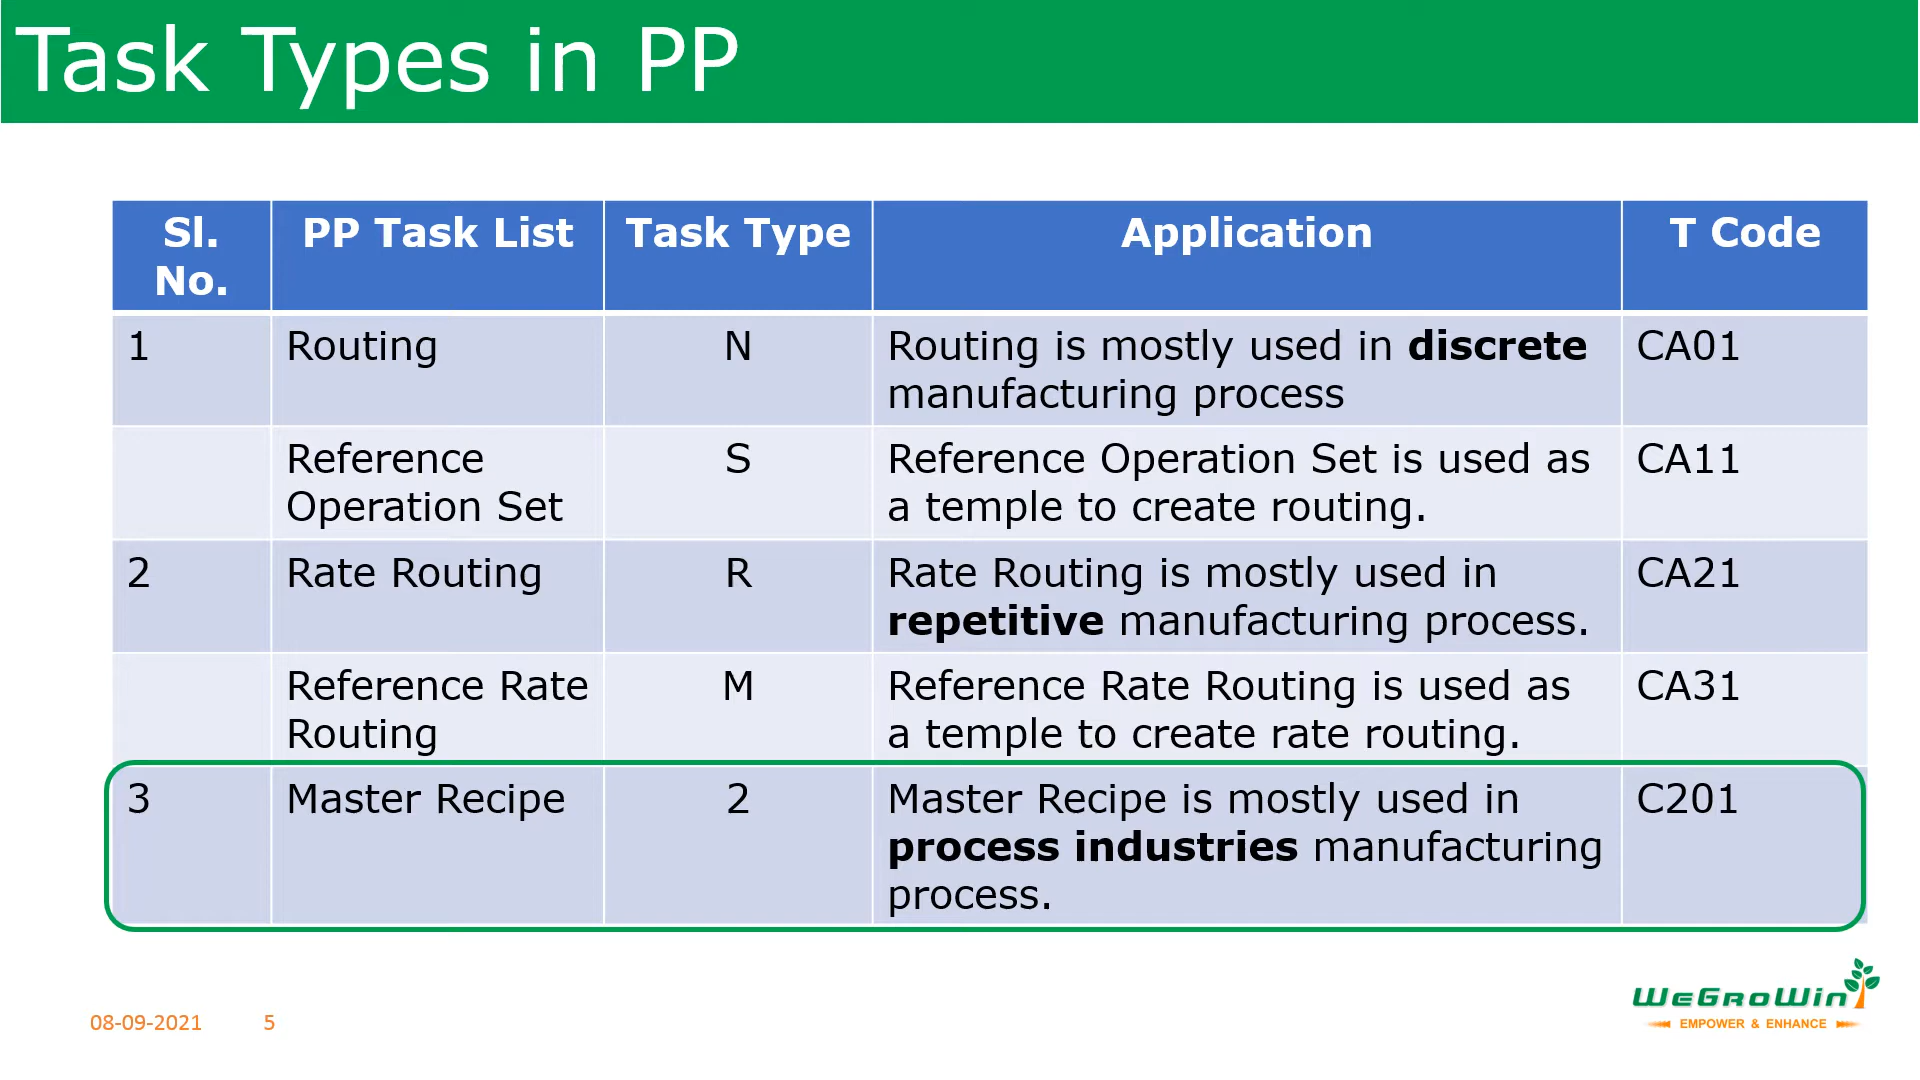 Task Types in PP
Sl. No. PP Task List Task Type Application T Code
1 Routing N Routing is mostly used in discrete manufacturing process CA01
Reference Operation Set S Reference Operation Set is used as a temple to create routing. CA11
2 Rate Routing R Rate Routing is mostly used in repetitive manufacturing process. CA21
Reference Rate Routing M Reference Rate Routing is used as a temple to create rate routing. CA31
3 Master Recipe 2 Master Recipe is mostly used in process industries manufacturing process. C201
WeGroWin
EMPOWER & ENHANCE
08-09-2021 5